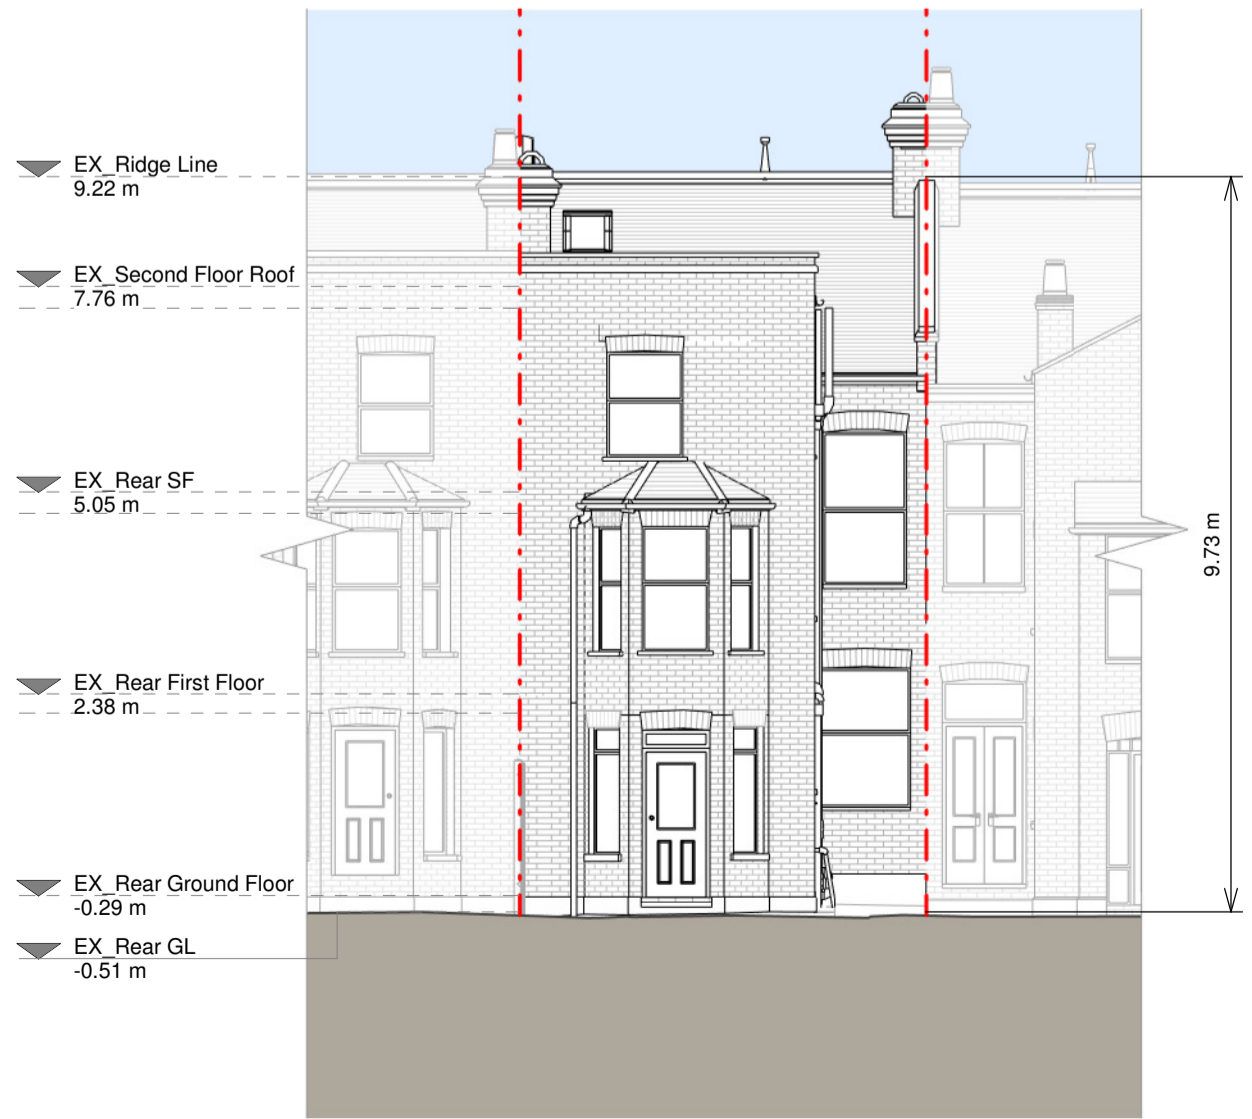 EX_Ridge Line
9.22 m
EX_Second Floor Roof
7.76 m
EX_Rear SF
5.05 m
9.73 m
EX_Rear First Floor
2.38 m
EX_Rear Ground Floor
-0.29 m
EX_Rear GL
-0.51 m